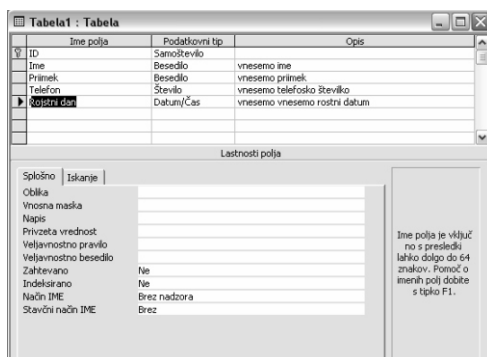 Tabela1 : Tabela
Ime polja Podatkovni tip Opis
ID Samoštevilo
Ime Besedilo vnesemo ime
Priimek Besedilo vnesemo priimek
Telefon Število vnesemo telefosko številko
Rojstni dan Datum/Čas vnesemo vnesemo rostni datum
Lastnosti polja
Splošno Iskanje
Oblika
Vnosna maska
Napis
Privzeta vrednost
Veljavnostno pravilo
Veljavnostno besedilo
Zahtevano Ne
Indeksirano Ne
Način IME Brez nadzora
Stavčni način IME Brez
Ime polja je vključ
no s presledki
lahko dolgo do 64
znakov. Pomoč o
imenih polj dobite
s tipko F1.